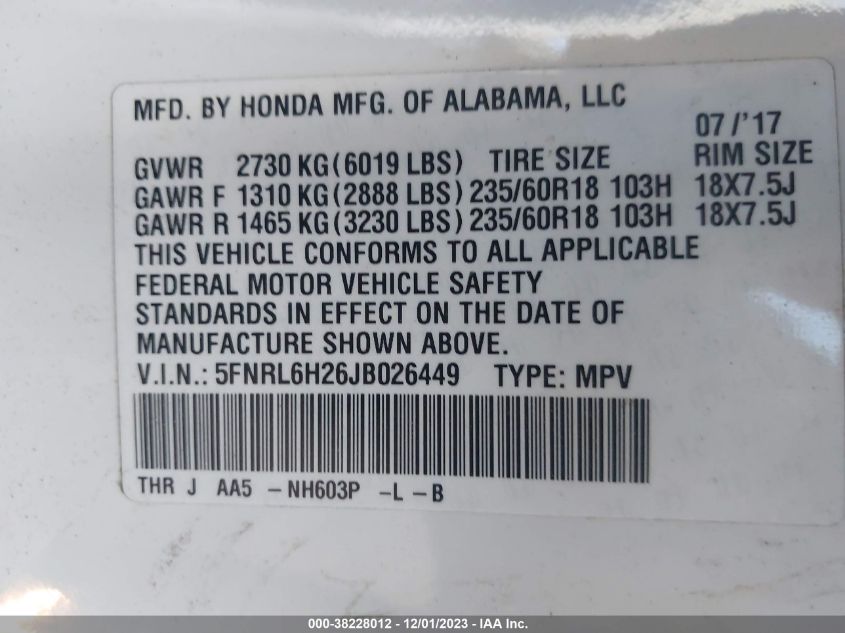 MFD. BY HONDA MFG. OF ALABAMA, LLC
07/'17
GVWR 2730 KG(6019 LBS) TIRE SIZE RIM SIZE
GAWR F 1310 KG(2888 LBS) 235/60R18 103H 18X7.5J
GAWR R 1465 KG(3230 LBS) 235/60R18 103H 18X7.5J
THIS VEHICLE CONFORMS TO ALL APPLICABLE
FEDERAL MOTOR VEHICLE SAFETY
STANDARDS IN EFFECT ON THE DATE OF
MANUFACTURE SHOWN ABOVE.
V.I.N.: 5FNRL6H26JB026449 TYPE: MPV
THR J AA5 -NH603P -L -B
000-38228012 - 12/01/2023 - IAA Inc.